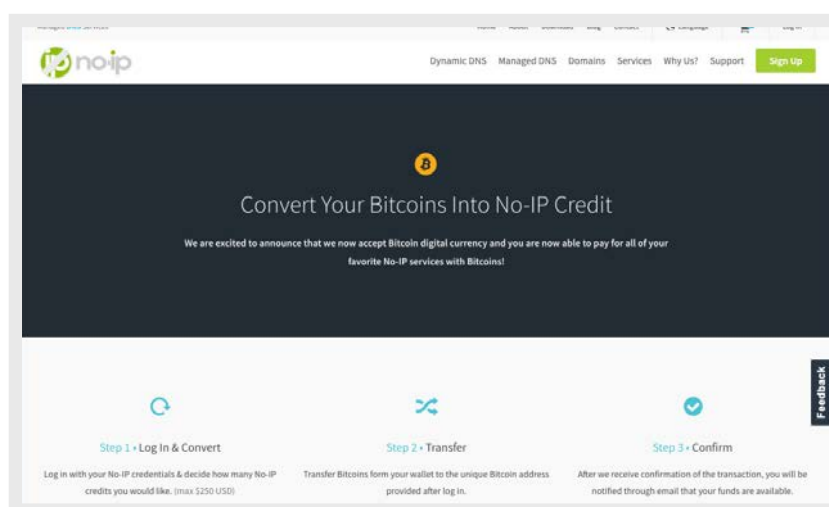 no-ip
Dynamic DNS Managed DNS Domains Services Why Us? Support Sign Up
Convert Your Bitcoins Into No-IP Credit
We are excited to announce that we now accept Bitcoin digital currency and you are now able to pay for all of your
favorite No-IP services with Bitcoins!
Feedback
Step 1 • Log In & Convert
Log in with your No-IP credentials & decide how many No-IP
credits you would like. (max $250 USD)
Step 2 • Transfer
Transfer Bitcoins form your wallet to the unique Bitcoin address
provided after log in.
Step 3 • Confirm
After we receive confirmation of the transaction, you will be
notified through email that your funds are available.